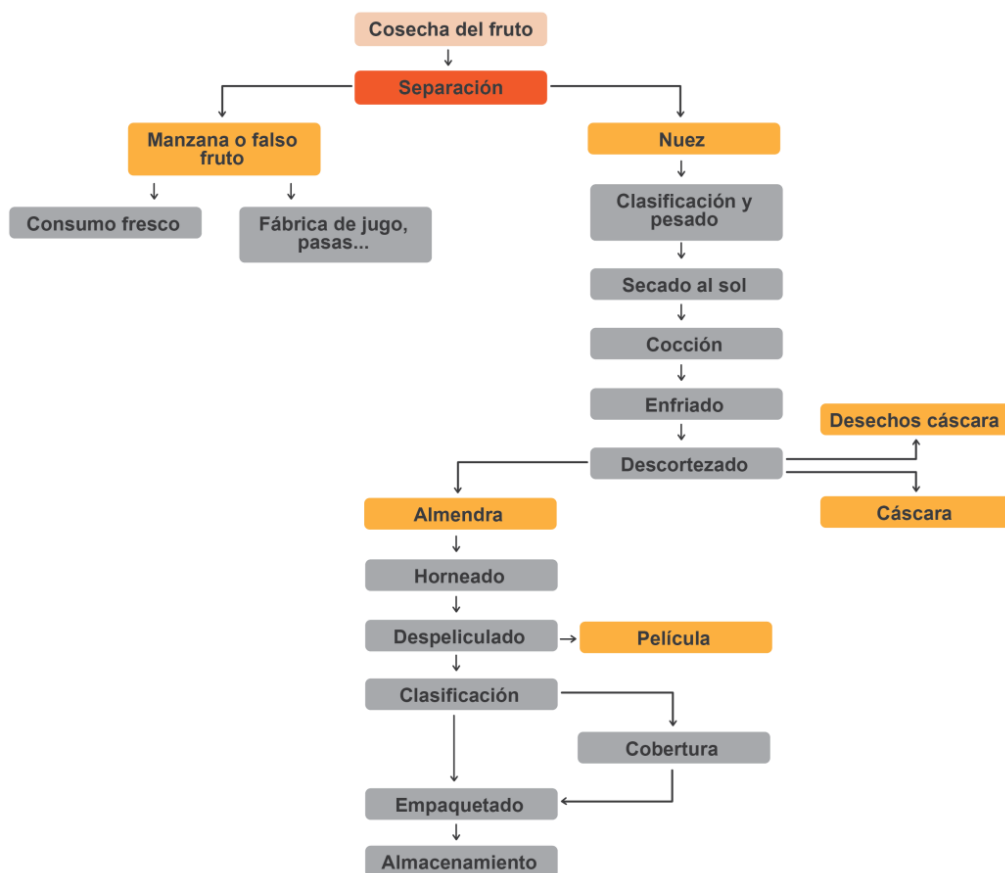 Cosecha del fruto
Separación
Manzana o falso
fruto
Nuez
Consumo fresco
Fábrica de jugo,
pasas...
Clasificación y
pesado
Secado al sol
Cocción
Enfriado
Desechos cáscara
Descortezado
Almendra
Cáscara
Horneado
Despeliculado
Película
Clasificación
Cobertura
Empaquetado
Almacenamiento